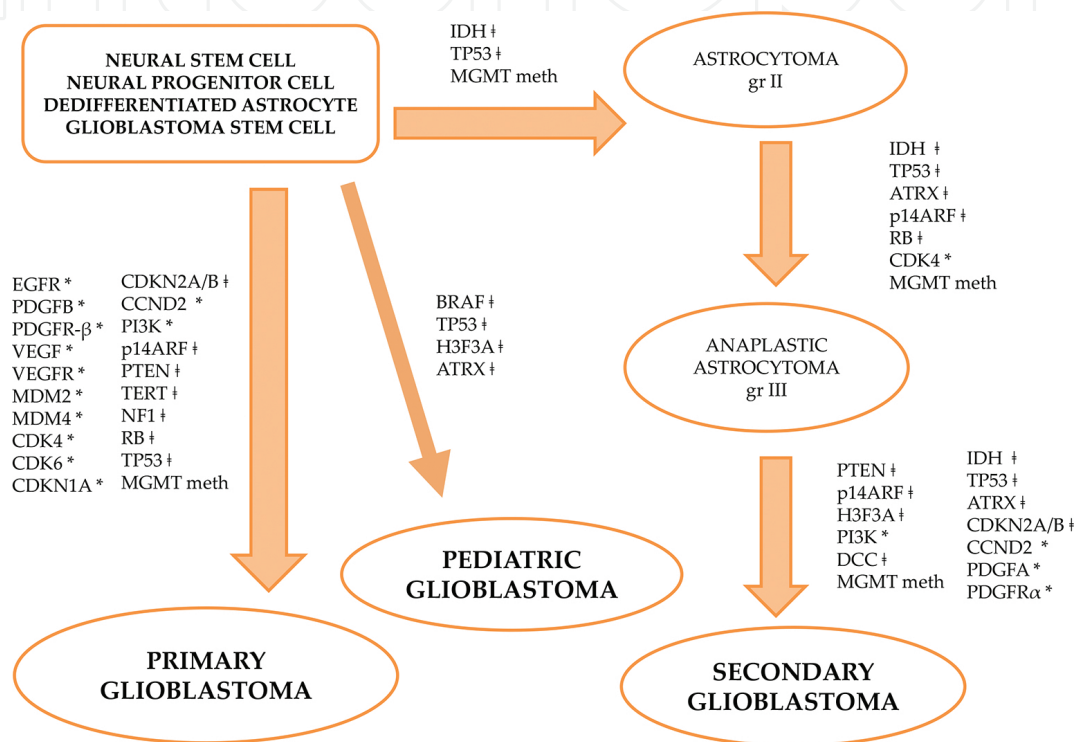 NEURAL STEM CELL
NEURAL PROGENITOR CELL
DEDIFFERENTIATED ASTROCYTE
GLIOBLASTOMA STEM CELL
IDH ǂ
TP53 ǂ
MGMT meth
ASTROCYTOMA
gr II
IDH ǂ
TP53 ǂ
ATRX ǂ
p14ARF ǂ
RB ǂ
CDK4 *
MGMT meth
EGFR *
PDGFB *
PDGFR-β *
VEGF *
VEGFR *
MDM2 *
MDM4 *
CDK4 *
CDK6 *
CDKN1A *
CDKN2A/B ǂ
CCND2 *
PI3K *
p14ARF ǂ
PTEN ǂ
TERT ǂ
NF1 ǂ
RB ǂ
TP53 ǂ
MGMT meth
BRAF ǂ
TP53 ǂ
H3F3A ǂ
ATRX ǂ
ANAPLASTIC
ASTROCYTOMA
gr III
PTEN ǂ
p14ARF ǂ
H3F3A ǂ
PI3K *
DCC ǂ
MGMT meth
IDH ǂ
TP53 ǂ
ATRX ǂ
CDKN2A/B ǂ
CCND2 *
PDGFA *
PDGFRα *
PEDIATRIC
GLIOBLASTOMA
PRIMARY
GLIOBLASTOMA
SECONDARY
GLIOBLASTOMA